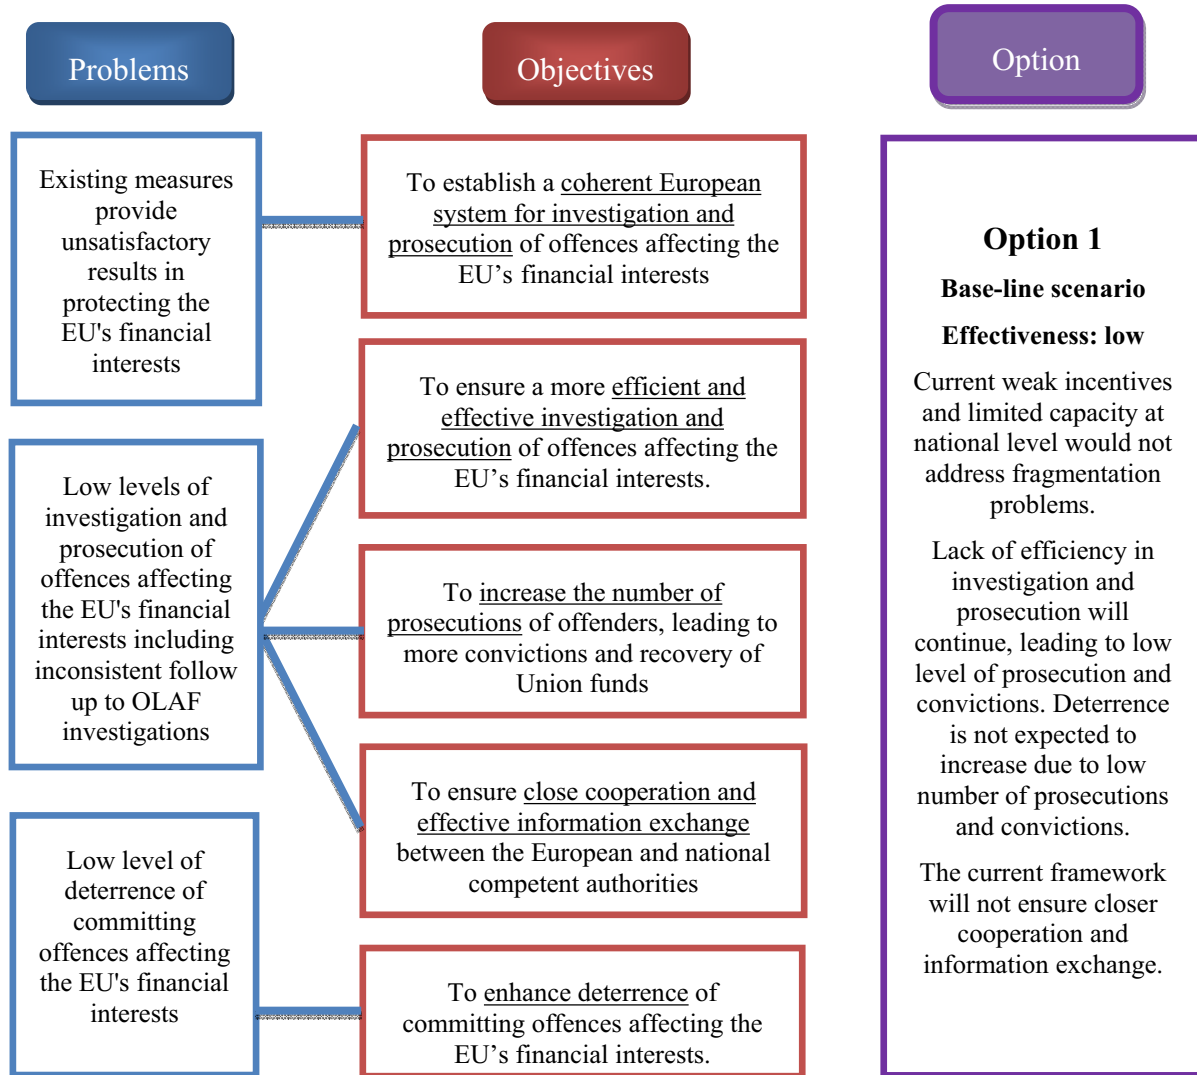 Problems
Objectives
Option
Existing measures
provide
unsatisfactory
results in
protecting the
EU's financial
interests
Low levels of
investigation and
prosecution of
offences affecting
the EU's financial
interests including
inconsistent follow
up to OLAF
investigations
Low level of
deterrence of
committing
offences affecting
the EU's financial
interests
To establish a coherent European
system for investigation and
prosecution of offences affecting the
EU’s financial interests
To ensure a more efficient and
effective investigation and
prosecution of offences affecting the
EU’s financial interests.
To increase the number of
prosecutions of offenders, leading to
more convictions and recovery of
Union funds
To ensure close cooperation and
effective information exchange
between the European and national
competent authorities
To enhance deterrence of
committing offences affecting the
EU’s financial interests.
Option 1
Base-line scenario
Effectiveness: low
Current weak incentives
and limited capacity at
national level would not
address fragmentation
problems.
Lack of efficiency in
investigation and
prosecution will
continue, leading to low
level of prosecution and
convictions. Deterrence
is not expected to
increase due to low
number of prosecutions
and convictions.
The current framework
will not ensure closer
cooperation and
information exchange.